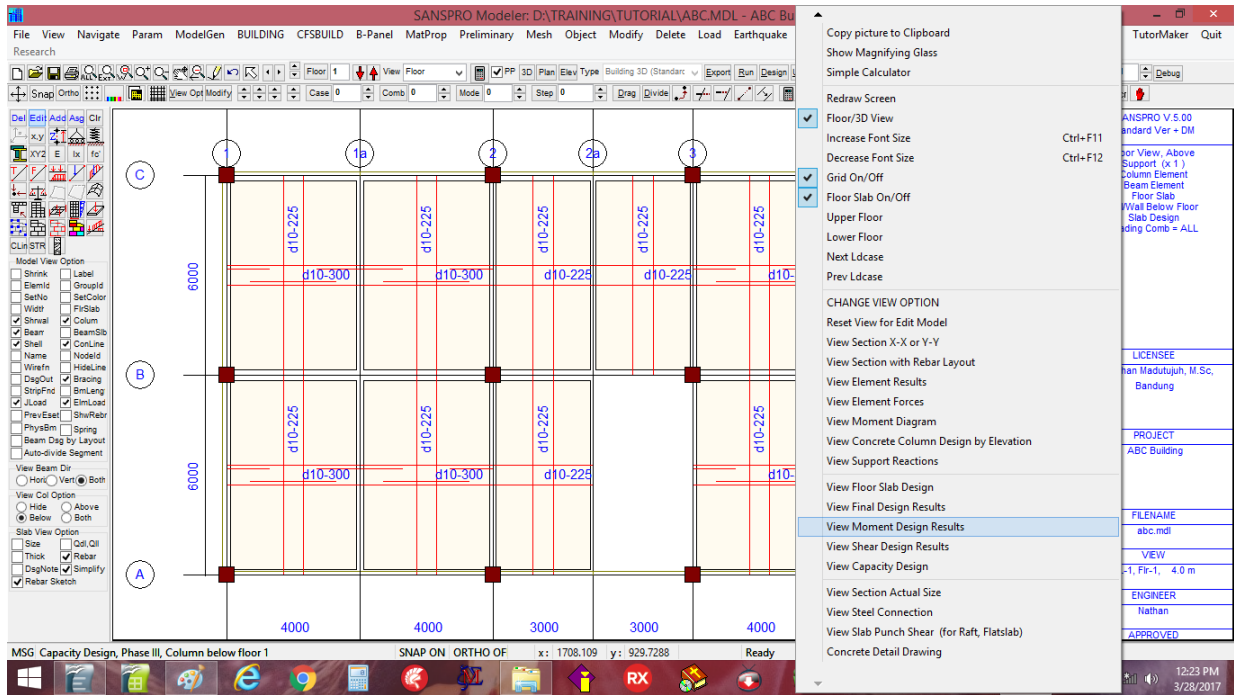 SANSPRO Modeler: D:\TRAINING\TUTORIAL\ABC.MDL - ABC Bu
File View Navigate Param ModelGen BUILDING CFSBUILD B-Panel MatProp Preliminary Mesh Object Modify Delete Load Earthquake TutorMaker Quit
Research
Floor 1 View Floor PP 3D Plan Elev Type Building 3D (Standarc Export Run Design Debug
Snap Ortho View Opt Modify Case 0 Comb 0 Mode 0 Step 0 Drag Divide
Del Edit Add Asg Clr
x,y
XY2 E Ix fc'
CLin STR
Model View Option
Shrink Label
ElemId GroupId
SetNo SetColor
Width FlrSlab
Shrwal Colum
Beam BeamSlb
Shell ConLine
Name NodeId
Wirefn HideLine
DsgOut Bracing
StripFnd BmLeng
JLoad ElmLoad
PrevEset ShwRebr
PhysBm Spring
Beam Dsg by Layout
Auto-divide Segment
View Beam Dir
Horiz Vert Both
View Col Option
Hide Above
Below Both
Slab View Option
Size Qdl,Qll
Thick Rebar
DsgNote Simplify
Rebar Sketch
1 1a 2 2a 3
C
d10-225 d10-225 d10-225 d10-225 d10-225
6000
d10-300 d10-300 d10-225 d10-225 d10-
B
d10-225 d10-225 d10-225 d10-225
6000
d10-300 d10-300 d10-225 d10-
A
4000 4000 3000 3000 4000
Copy picture to Clipboard
Show Magnifying Glass
Simple Calculator
Redraw Screen
Floor/3D View
Increase Font Size Ctrl+F11
Decrease Font Size Ctrl+F12
Grid On/Off
Floor Slab On/Off
Upper Floor
Lower Floor
Next Ldcase
Prev Ldcase
CHANGE VIEW OPTION
Reset View for Edit Model
View Section X-X or Y-Y
View Section with Rebar Layout
View Element Results
View Element Forces
View Moment Diagram
View Concrete Column Design by Elevation
View Support Reactions
View Floor Slab Design
View Final Design Results
View Moment Design Results
View Shear Design Results
View Capacity Design
View Section Actual Size
View Steel Connection
View Slab Punch Shear (for Raft, Flatslab)
Concrete Detail Drawing
ANSPRO V.5.00
andard Ver + DM
oor View, Above
Support (x 1 )
Column Element
Beam Element
Floor Slab
/Wall Below Floor
Slab Design
ading Comb = ALL
LICENSEE
han Madutujuh, M.Sc,
Bandung
PROJECT
ABC Building
FILENAME
abc.mdl
VIEW
-1, Flr-1, 4.0 m
ENGINEER
Nathan
APPROVED
MSG Capacity Design, Phase III, Column below floor 1 SNAP ON ORTHO OF x: 1708.109 y: 929.7288 Ready
RX
12:23 PM
3/28/2017